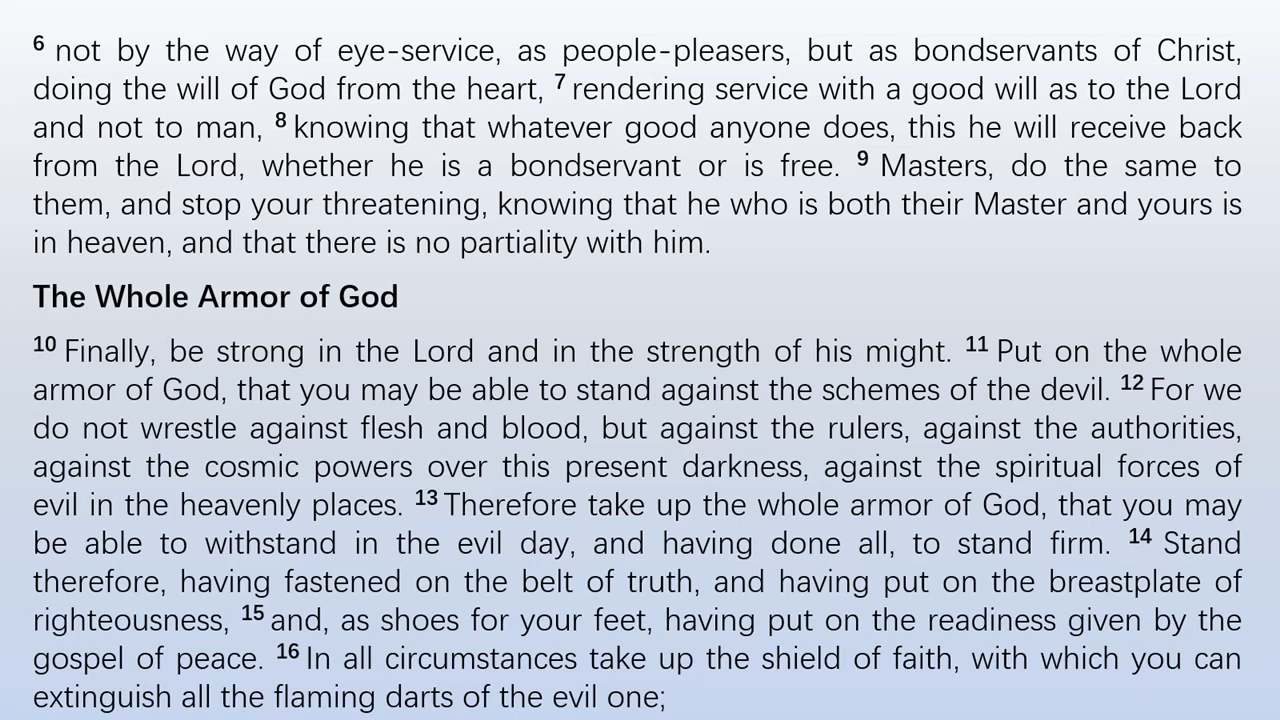 6 not by the way of eye-service, as people-pleasers, but as bondservants of Christ,
doing the will of God from the heart, 7 rendering service with a good will as to the Lord
and not to man, 8 knowing that whatever good anyone does, this he will receive back
from the Lord, whether he is a bondservant or is free. 9 Masters, do the same to
them, and stop your threatening, knowing that he who is both their Master and yours is
in heaven, and that there is no partiality with him.
The Whole Armor of God
10 Finally, be strong in the Lord and in the strength of his might. 11 Put on the whole
armor of God, that you may be able to stand against the schemes of the devil. 12 For we
do not wrestle against flesh and blood, but against the rulers, against the authorities,
against the cosmic powers over this present darkness, against the spiritual forces of
evil in the heavenly places. 13 Therefore take up the whole armor of God, that you may
be able to withstand in the evil day, and having done all, to stand firm. 14 Stand
therefore, having fastened on the belt of truth, and having put on the breastplate of
righteousness, 15 and, as shoes for your feet, having put on the readiness given by the
gospel of peace. 16 In all circumstances take up the shield of faith, with which you can
extinguish all the flaming darts of the evil one;